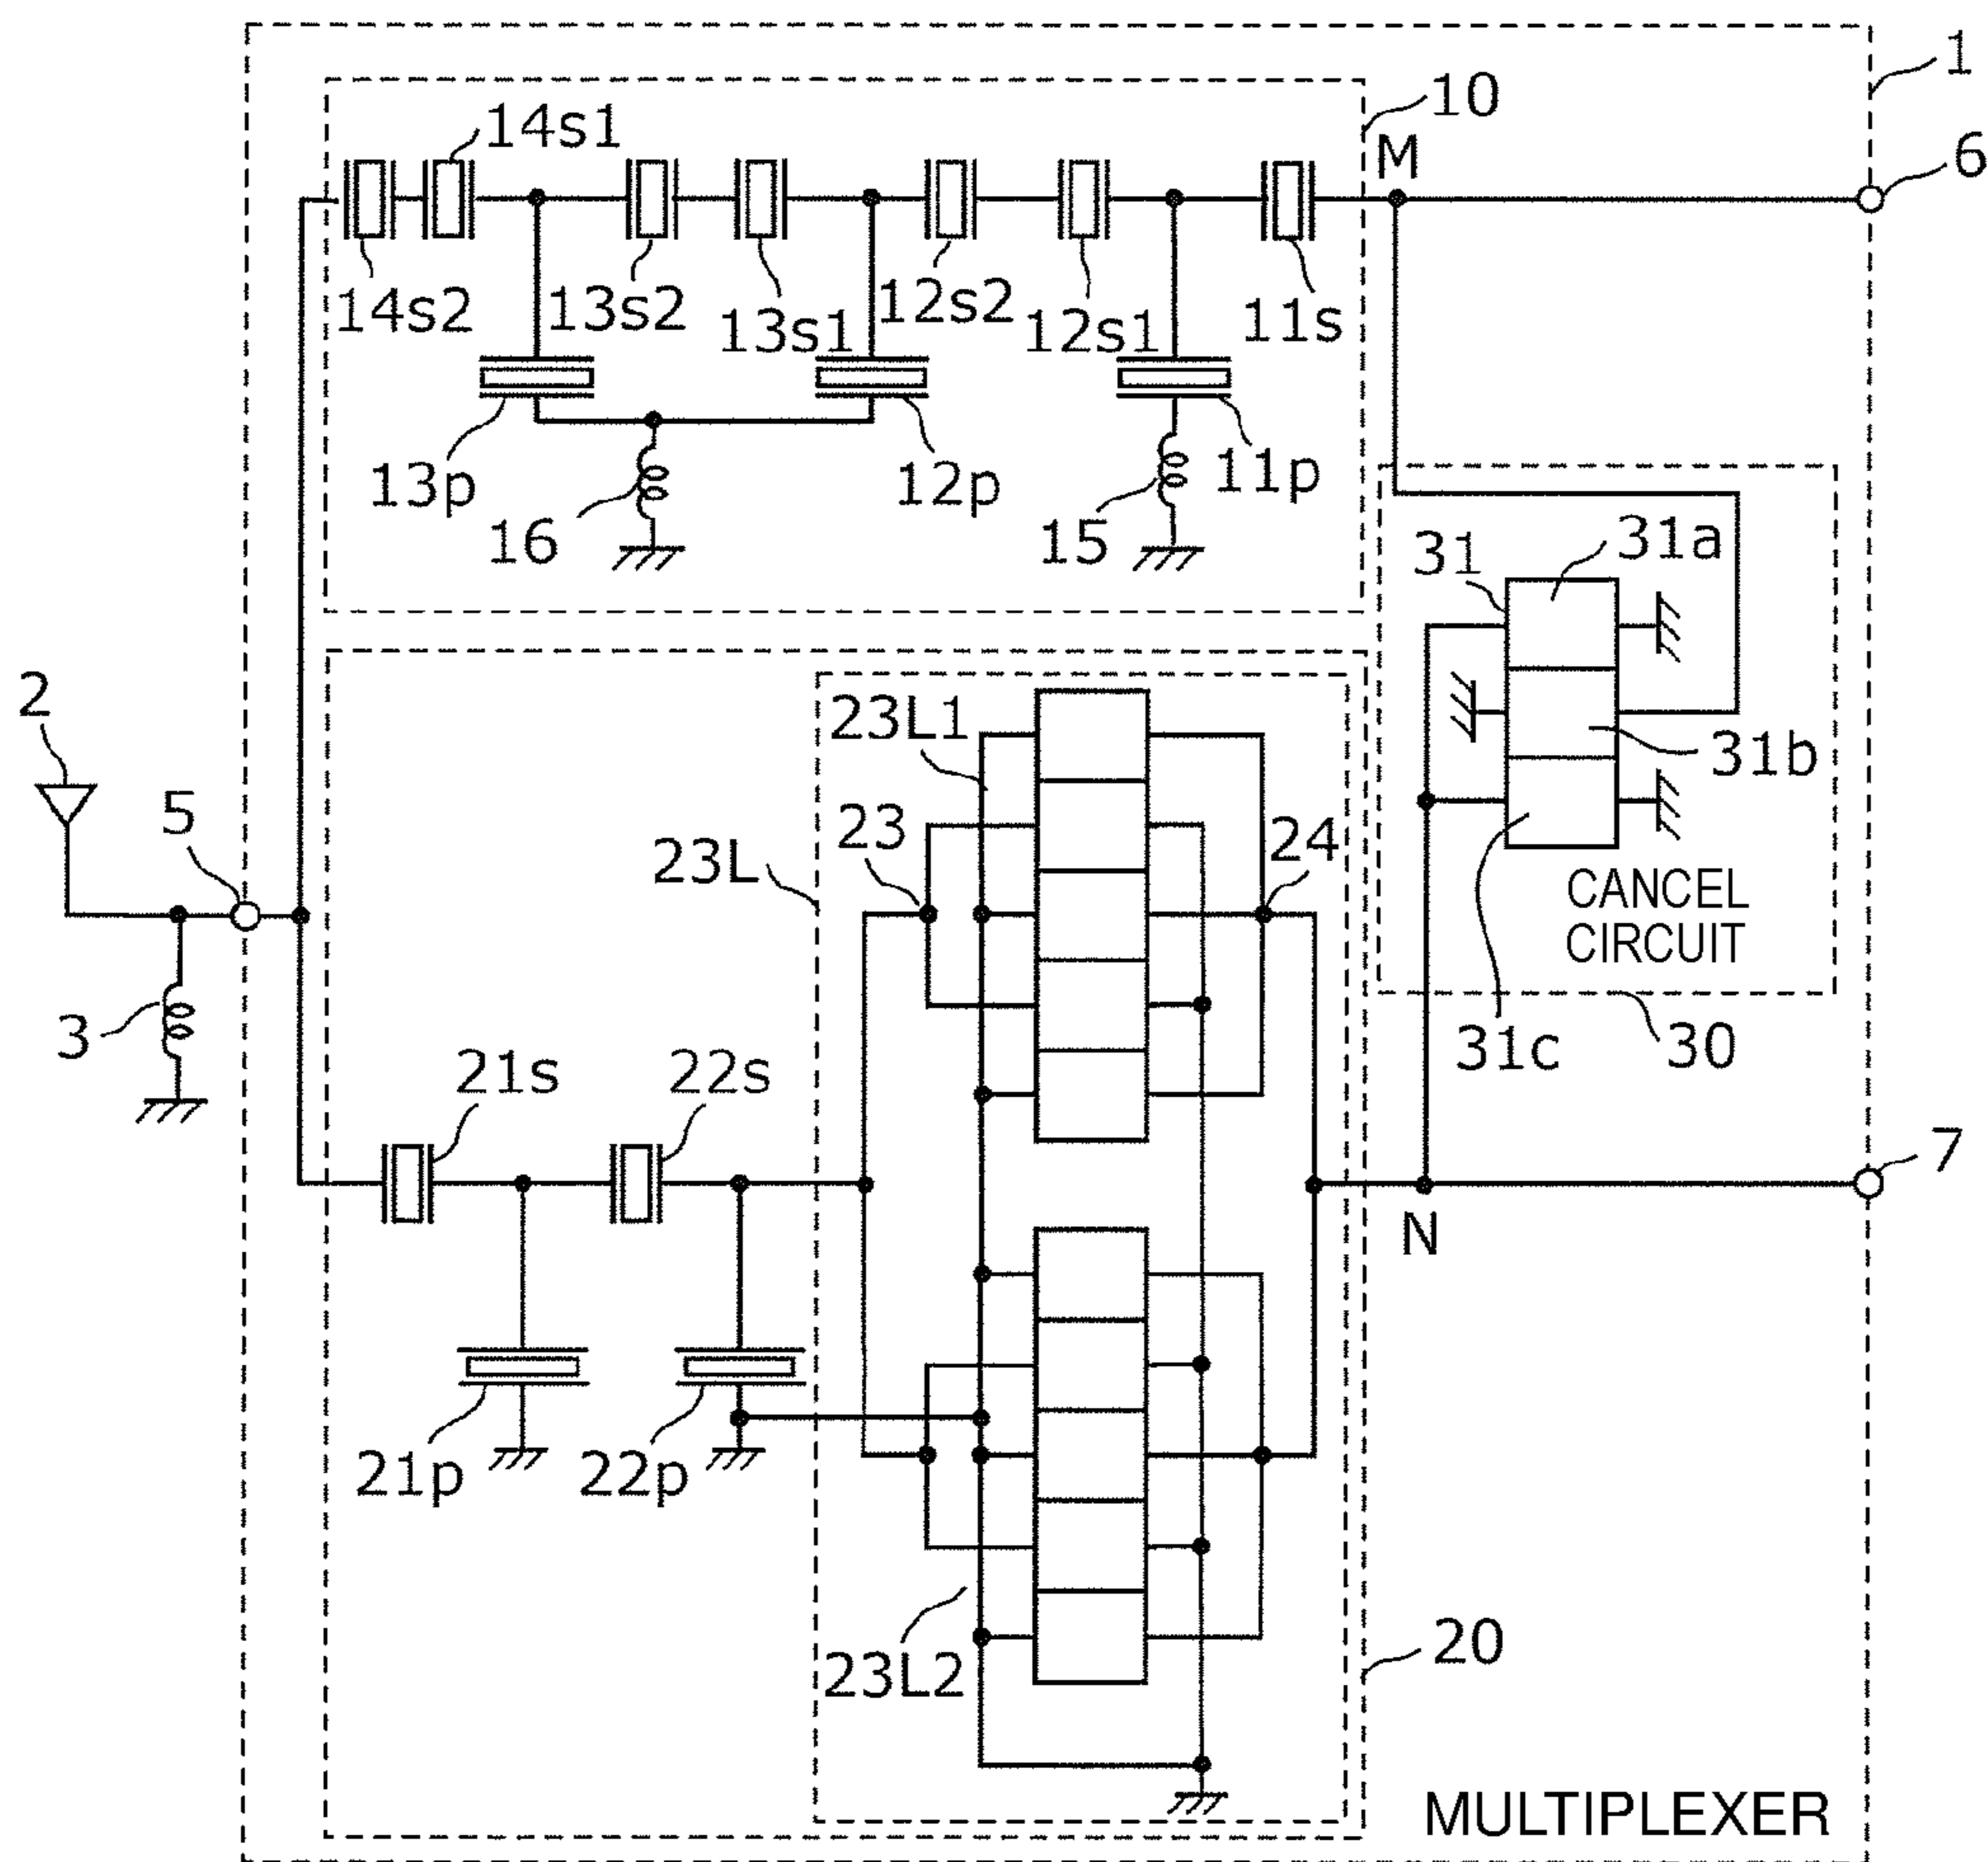 1
10
14s1
M
6
14s2
13s2
13s1
12s2
12s1
11s
13p
16
12p
15
11p
31
31a
2
23L1
31b
5
23
24
23L
CANCEL
CIRCUIT
3
21s
22s
31c
30
7
N
21p
22p
23L2
20
MULTIPLEXER